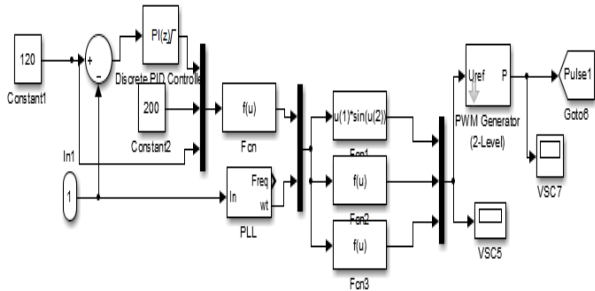 120
Constant1
+
−
PI(z)
Discrete PID Controlle
200
Constant2
f(u)
Fcn
In1
1
In
Freq
wt
PLL
u(1)*sin(u(2))
Fcn1
f(u)
Fcn2
f(u)
Fcn3
Uref
P
PWM Generator
(2-Level)
Pulse1
Goto6
VSC7
VSC5